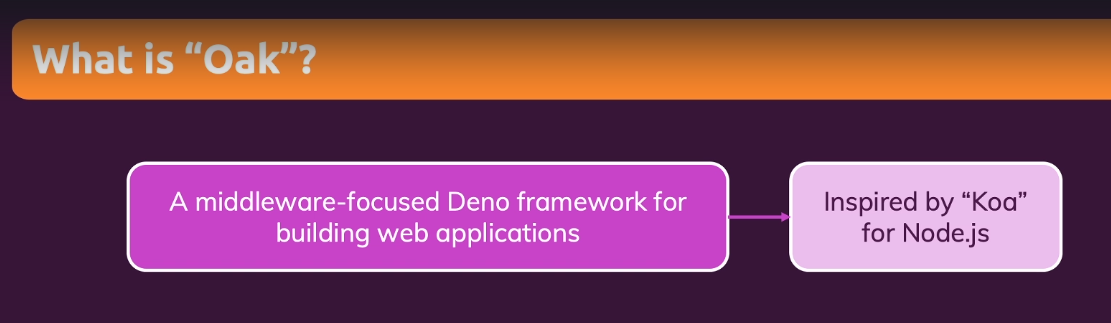 What is “Oak”?
A middleware-focused Deno framework for
building web applications
Inspired by “Koa”
for Node.js